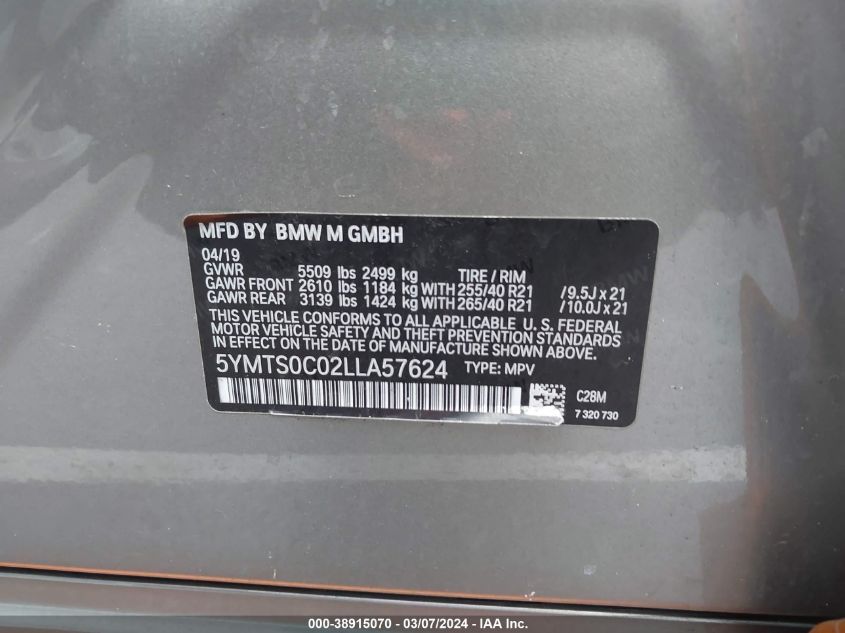 MFD BY BMW M GMBH
04/19
GVWR 5509 lbs 2499 kg TIRE / RIM
GAWR FRONT 2610 lbs 1184 kg WITH 255/40 R21 /9.5J x 21
GAWR REAR 3139 lbs 1424 kg WITH 265/40 R21 /10.0J x 21
THIS VEHICLE CONFORMS TO ALL APPLICABLE U. S. FEDERAL
MOTOR VEHICLE SAFETY AND THEFT PREVENTION STANDARDS
IN EFFECT ON THE DATE OF MANUFACTURE SHOWN ABOVE.
5YMTS0C02LLA57624 TYPE: MPV
C28M
7 320 730
000-38915070 - 03/07/2024 - IAA Inc.